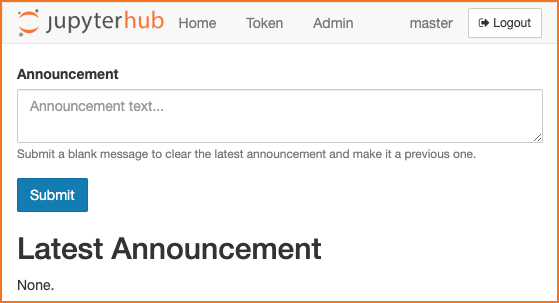 jupyterhub Home Token Admin master Logout
Announcement
Announcement text...
Submit a blank message to clear the latest announcement and make it a previous one.
Submit
Latest Announcement
None.